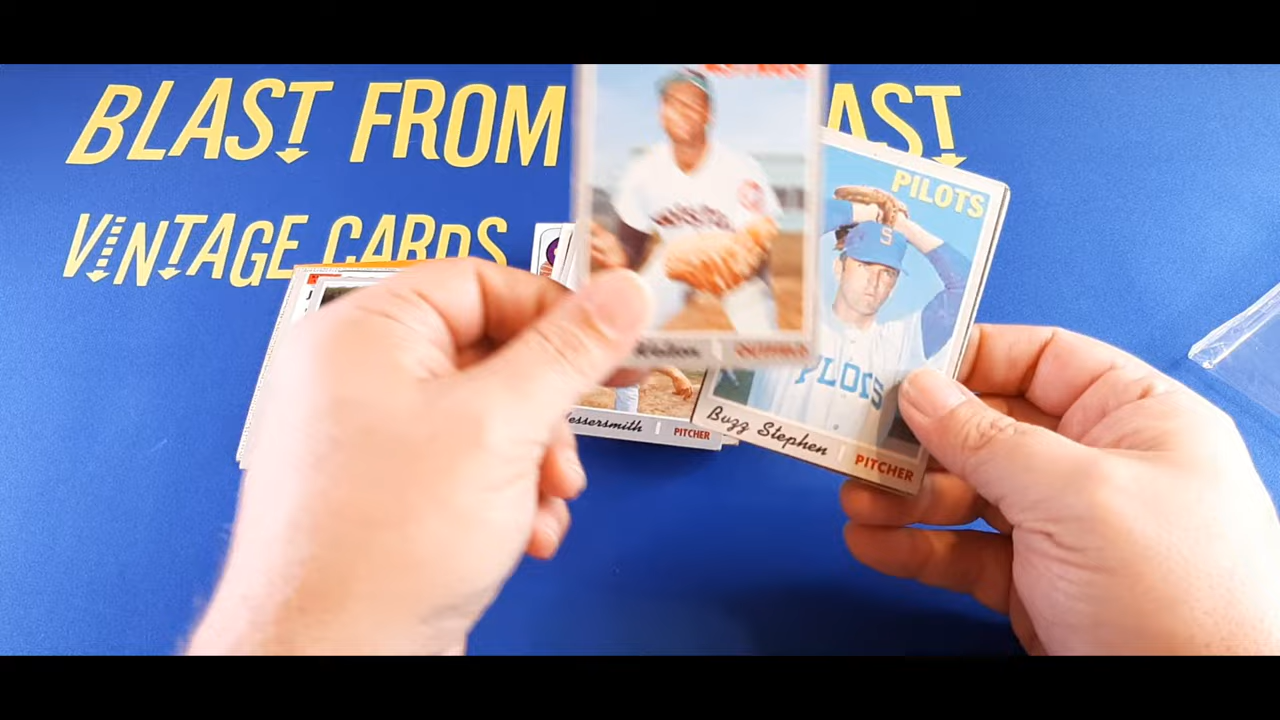 BLAST FROM AST
VINTAGE CARDS
PILOTS
S
PILOTS
Buzz Stephen PITCHER
essersmith PITCHER